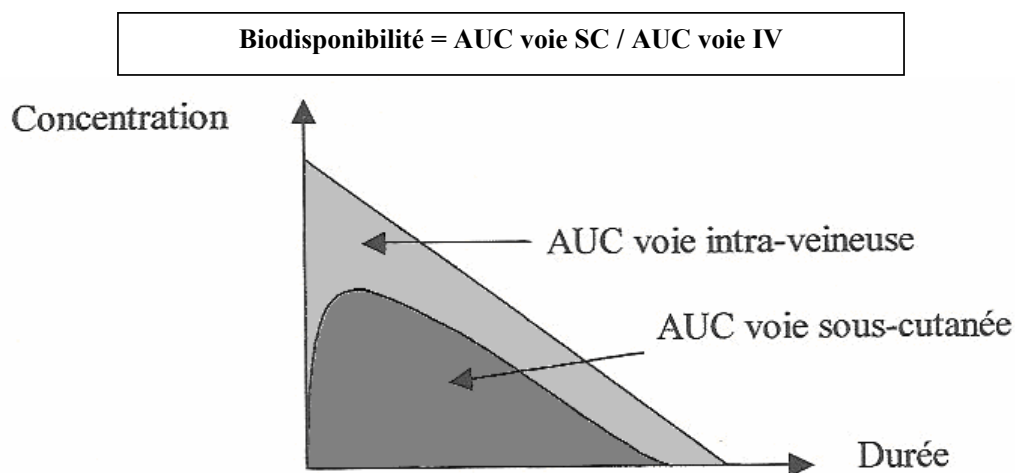 Biodisponibilité = AUC voie SC / AUC voie IV
Concentration
AUC voie intra-veineuse
AUC voie sous-cutanée
Durée